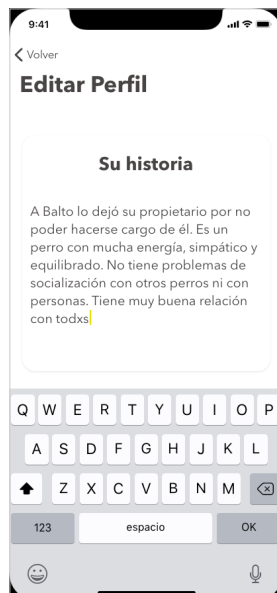 9:41
Volver
Editar Perfil
Su historia
A Balto lo dejó su propietario por no
poder hacerse cargo de él. Es un
perro con mucha energía, simpático y
equilibrado. No tiene problemas de
socialización con otros perros ni con
personas. Tiene muy buena relación
con todxs
Q W E R T Y U I O P
A S D F G H J K L
Z X C V B N M
123 espacio OK